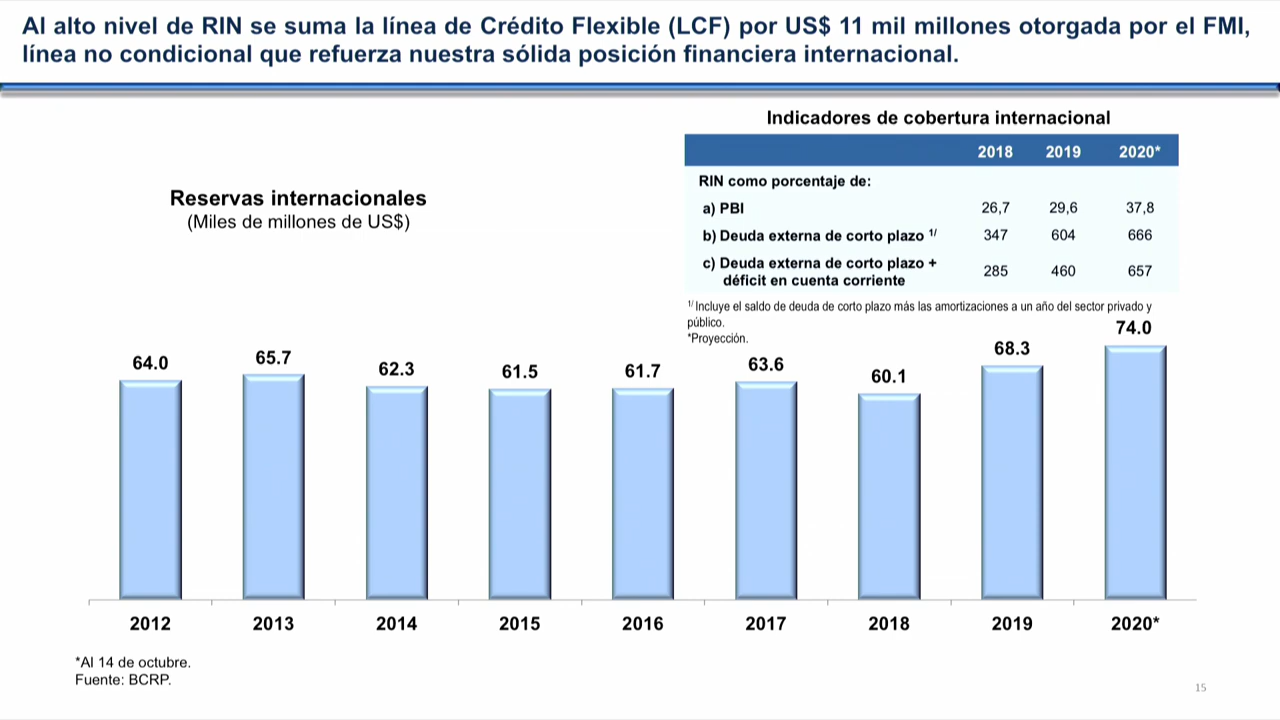 Al alto nivel de RIN se suma la línea de Crédito Flexible (LCF) por US$ 11 mil millones otorgada por el FMI,
línea no condicional que refuerza nuestra sólida posición financiera internacional.
Indicadores de cobertura internacional
2018 2019 2020*
RIN como porcentaje de:
a) PBI 26,7 29,6 37,8
b) Deuda externa de corto plazo 1/ 347 604 666
c) Deuda externa de corto plazo +
déficit en cuenta corriente 285 460 657
1/ Incluye el saldo de deuda de corto plazo más las amortizaciones a un año del sector privado y
público.
*Proyección.
Reservas internacionales
(Miles de millones de US$)
64.0 65.7 62.3 61.5 61.7 63.6 60.1 68.3 74.0
2012 2013 2014 2015 2016 2017 2018 2019 2020*
*Al 14 de octubre.
Fuente: BCRP.
15